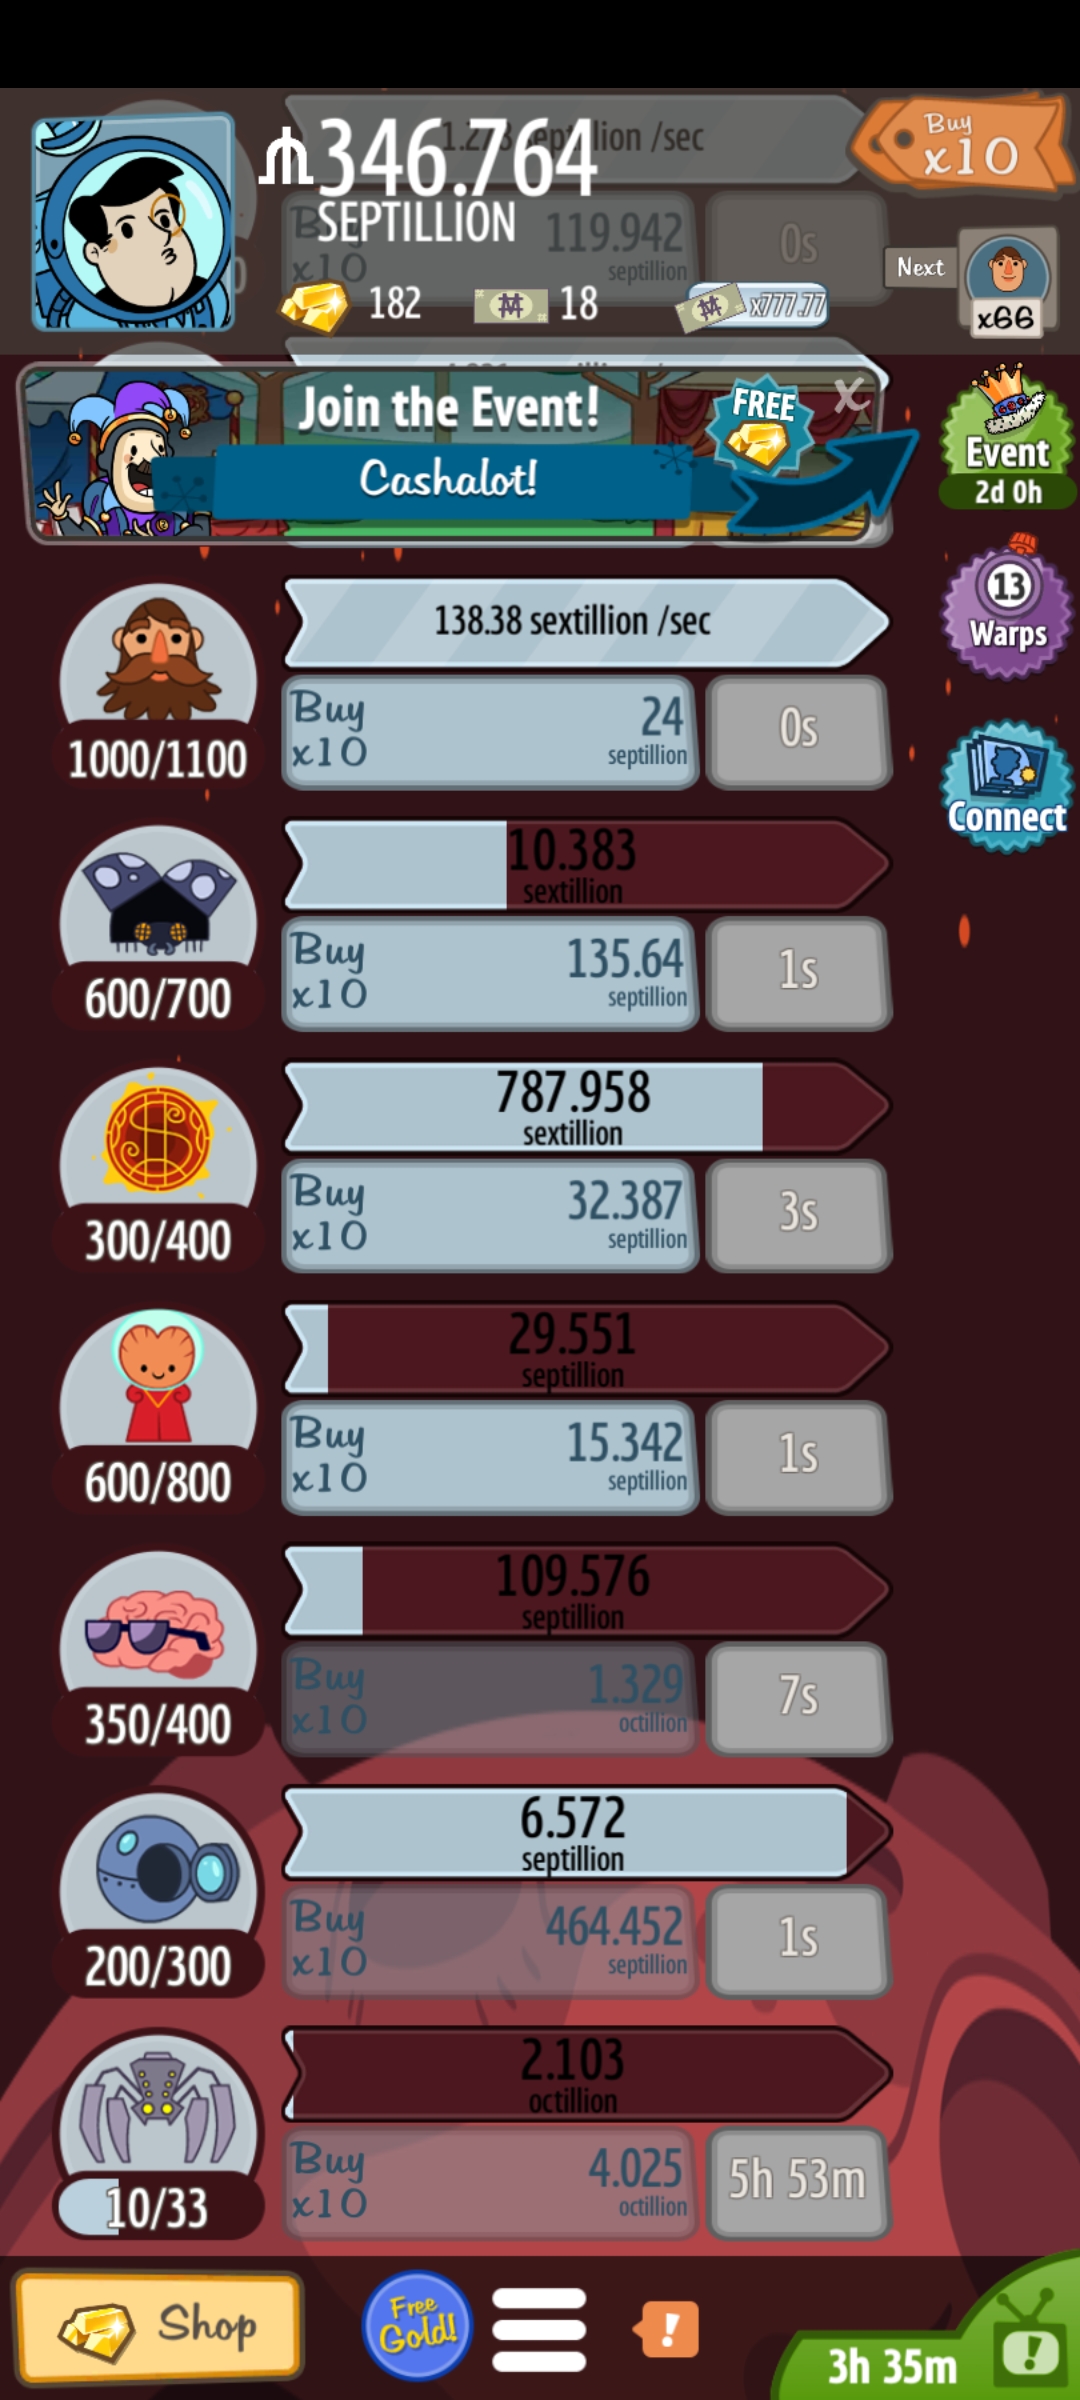 1.273 septillion /sec
346.764
SEPTILLION
Buy
x10
Buy
x10
119.942
septillion
0s
182
18
x777.77
Next
x66
Join the Event!
FREE
X
Cashalot!
Event
2d 0h
138.38 sextillion /sec
13
Warps
1000/1100
Buy
x10
24
septillion
0s
Connect
10.383
sextillion
600/700
Buy
x10
135.64
septillion
1s
787.958
sextillion
300/400
Buy
x10
32.387
septillion
3s
29.551
septillion
600/800
Buy
x10
15.342
septillion
1s
109.576
septillion
350/400
Buy
x10
1.329
octillion
7s
6.572
septillion
200/300
Buy
x10
464.452
septillion
1s
2.103
octillion
10/33
Buy
x10
4.025
octillion
5h 53m
Shop
Free
Gold!
!
3h 35m
!